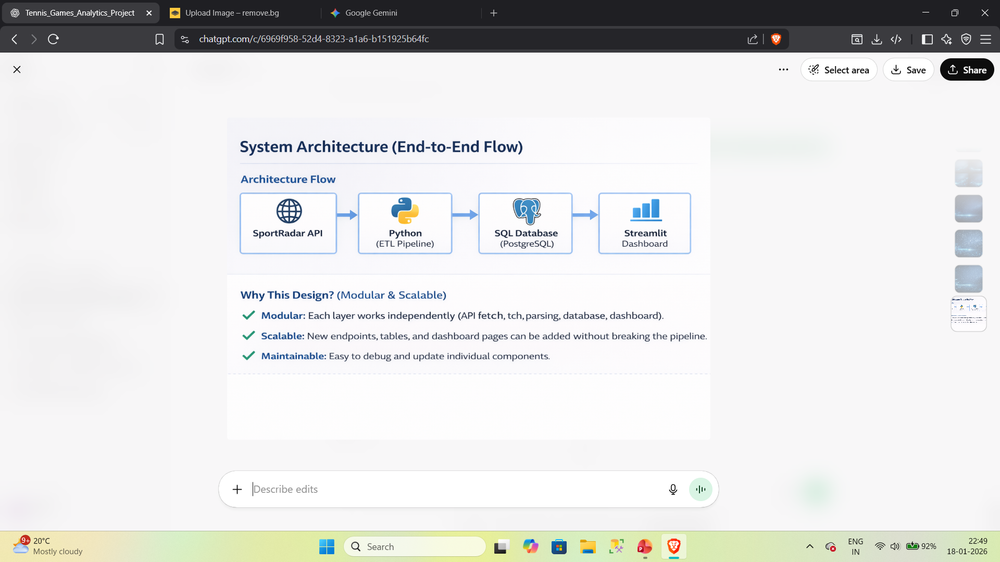 Tennis_Games_Analytics_Project
Upload Image – remove.bg
Google Gemini
chatgpt.com/c/6969f958-52d4-8323-a1a6-b151925b64fc
Select area
Save
Share
System Architecture (End-to-End Flow)
Architecture Flow
SportRadar API
Python
(ETL Pipeline)
SQL Database
(PostgreSQL)
Streamlit
Dashboard
Why This Design? (Modular & Scalable)
Modular: Each layer works independently (API fetch, tch, parsing, database, dashboard).
Scalable: New endpoints, tables, and dashboard pages can be added without breaking the pipeline.
Maintainable: Easy to debug and update individual components.
Describe edits
9+
20°C
Mostly cloudy
Search
P
ENG
IN
92%
22:49
18-01-2026